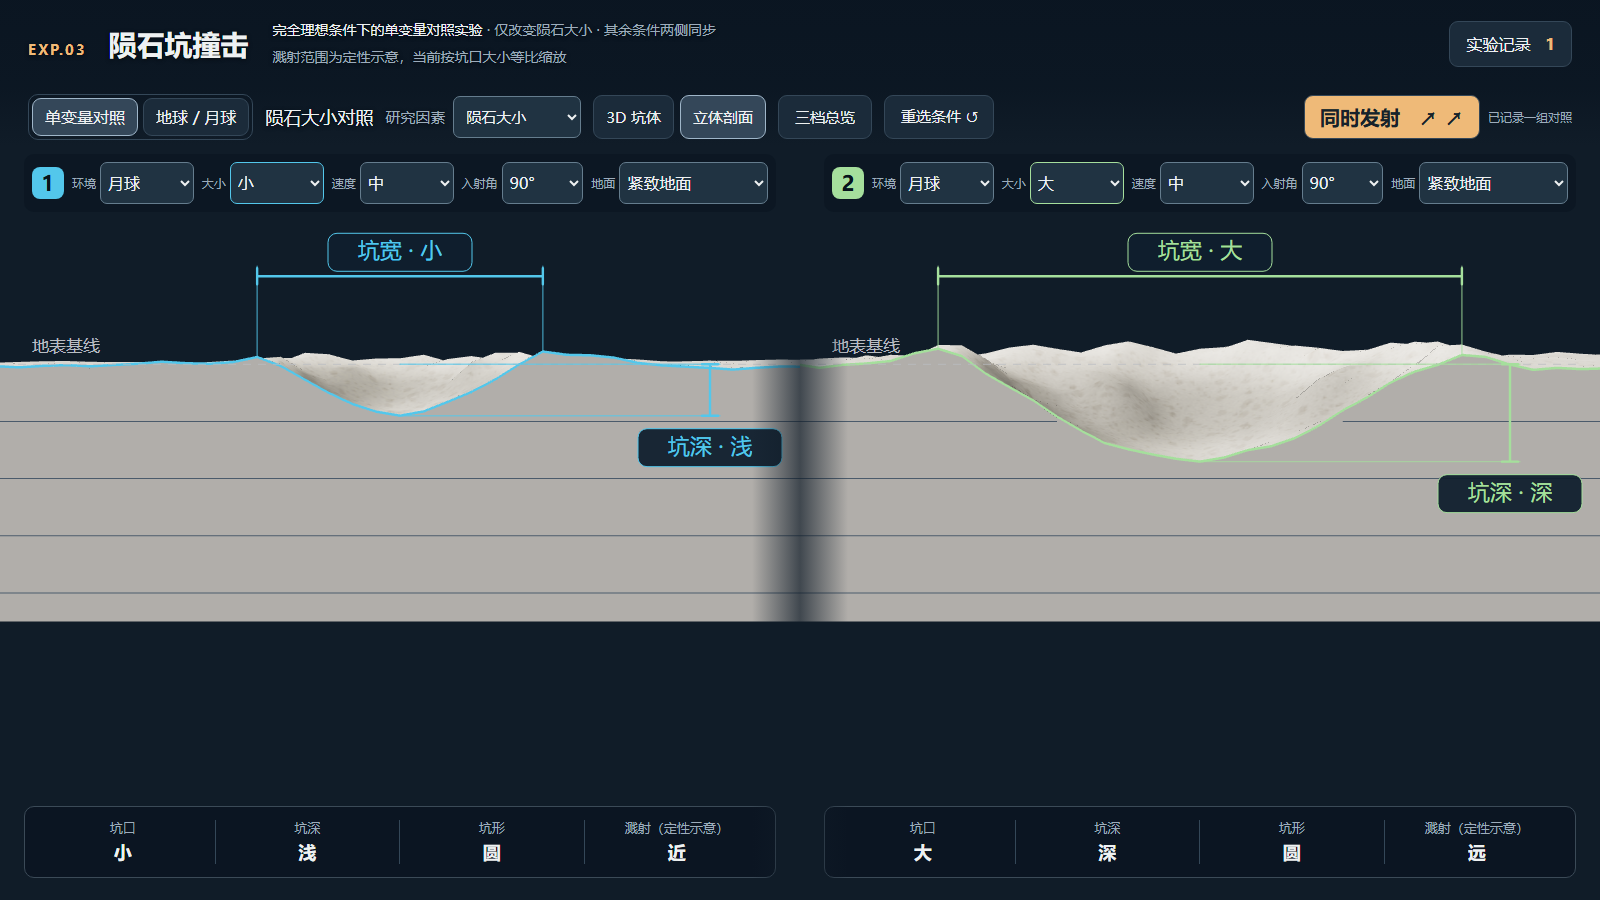 EXP.03
陨石坑撞击
完全理想条件下的单变量对照实验 · 仅改变陨石大小 · 其余条件两侧同步
溅射范围为定性示意，当前按坑口大小等比缩放
实验记录 1
单变量对照
地球 / 月球
陨石大小对照
研究因素
陨石大小
3D 坑体
立体剖面
三档总览
重选条件 ↺
同时发射 ↗ ↗
已记录一组对照
1 环境 月球 大小 小 速度 中 入射角 90° 地面 紧致地面
2 环境 月球 大小 大 速度 中 入射角 90° 地面 紧致地面
坑宽 · 小
坑宽 · 大
地表基线
地表基线
坑深 · 浅
坑深 · 深
坑口 坑深 坑形 溅射（定性示意）
小 浅 圆 近
坑口 坑深 坑形 溅射（定性示意）
大 深 圆 远